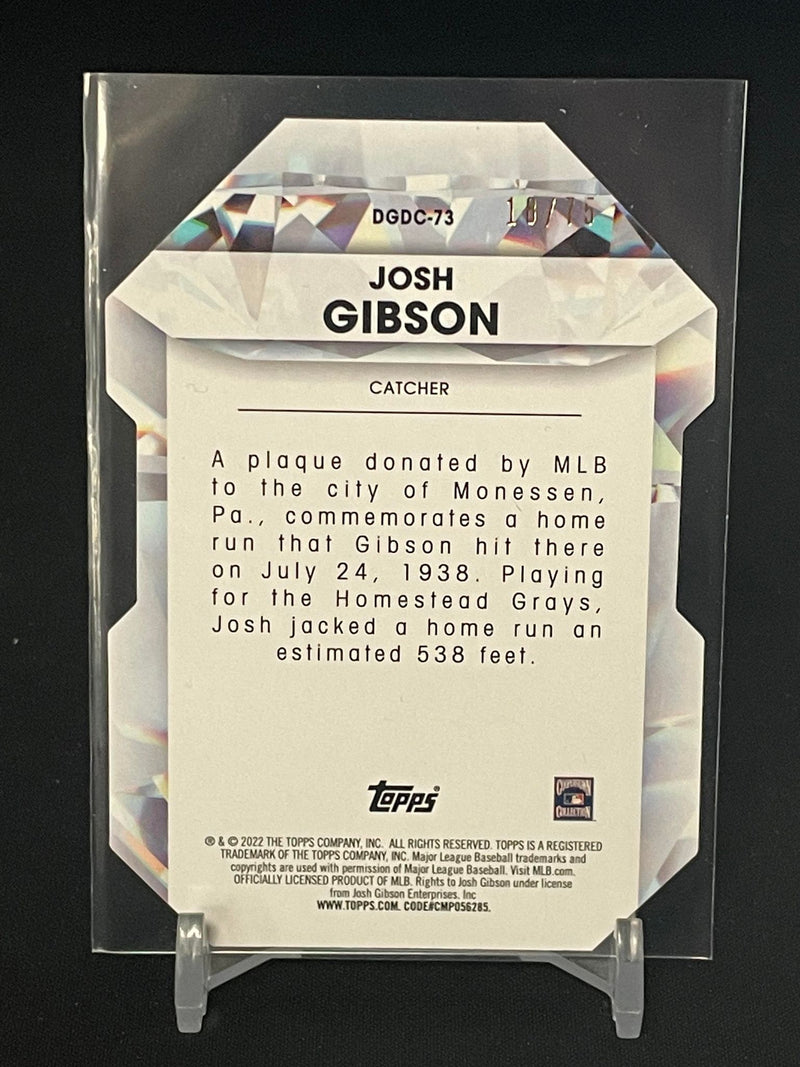 DGDC-73 10/75
JOSH
GIBSON
CATCHER
A plaque donated by MLB
to the city of Monessen,
Pa., commemorates a home
run that Gibson hit there
on July 24, 1938. Playing
for the Homestead Grays,
Josh jacked a home run an
estimated 538 feet.
Topps®
COOPERSTOWN
COLLECTION
® & © 2022 THE TOPPS COMPANY, INC. ALL RIGHTS RESERVED. TOPPS IS A REGISTERED
TRADEMARK OF THE TOPPS COMPANY, INC. Major League Baseball trademarks and
copyrights are used with permission of Major League Baseball. Visit MLB.com.
OFFICIALLY LICENSED PRODUCT OF MLB. Rights to Josh Gibson under license
from Josh Gibson Enterprises. Inc
WWW.TOPPS.COM. CODE#CMP056285.